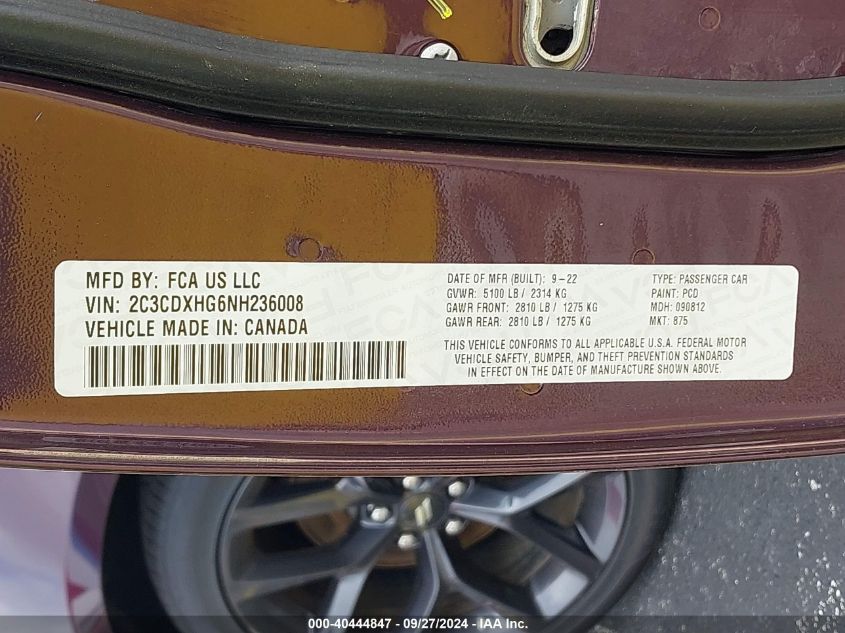 MFD BY: FCA US LLC
VIN: 2C3CDXHG6NH236008
VEHICLE MADE IN: CANADA
DATE OF MFR (BUILT): 9-22
GVWR: 5100 LB / 2314 KG
GAWR FRONT: 2810 LB / 1275 KG
GAWR REAR: 2810 LB / 1275 KG
TYPE: PASSENGER CAR
PAINT: PCD
MDH: 090812
MKT: 875
THIS VEHICLE CONFORMS TO ALL APPLICABLE U.S.A. FEDERAL MOTOR
VEHICLE SAFETY, BUMPER, AND THEFT PREVENTION STANDARDS
IN EFFECT ON THE DATE OF MANUFACTURE SHOWN ABOVE.
000-40444847 - 09/27/2024 - IAA Inc.